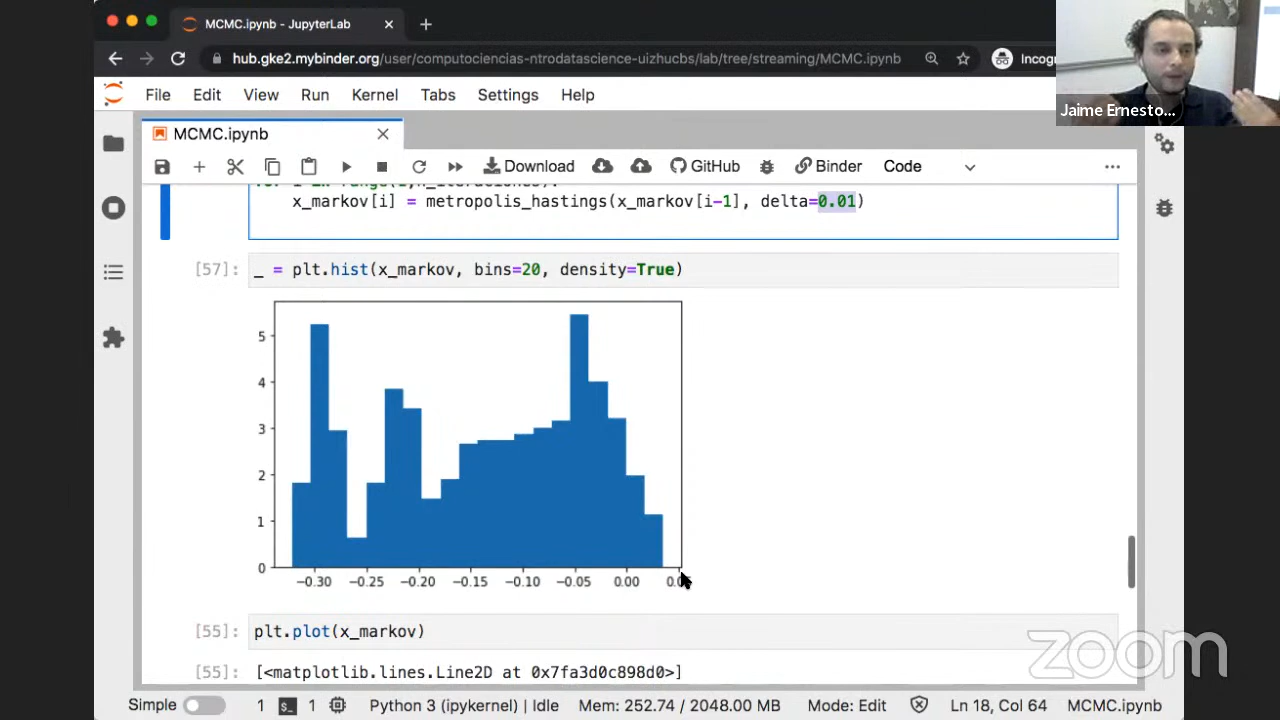 MCMC.ipynb - JupyterLab
hub.gke2.mybinder.org/user/computociencias-ntrodatascience-uizhucbs/lab/tree/streaming/MCMC.ipynb
Incogn
Jaime Ernesto...
File Edit View Run Kernel Tabs Settings Help
MCMC.ipynb
Download GitHub Binder Code
x_markov[i] = metropolis_hastings(x_markov[i-1], delta=0.01)
[57]: _ = plt.hist(x_markov, bins=20, density=True)
5
4
3
2
1
0
−0.30 −0.25 −0.20 −0.15 −0.10 −0.05 0.00
[55]: plt.plot(x_markov)
[55]: [<matplotlib.lines.Line2D at 0x7fa3d0c898d0>]
zoom
Simple 1 1 Python 3 (ipykernel) | Idle Mem: 252.74 / 2048.00 MB Mode: Edit Ln 18, Col 64 MCMC.ipynb